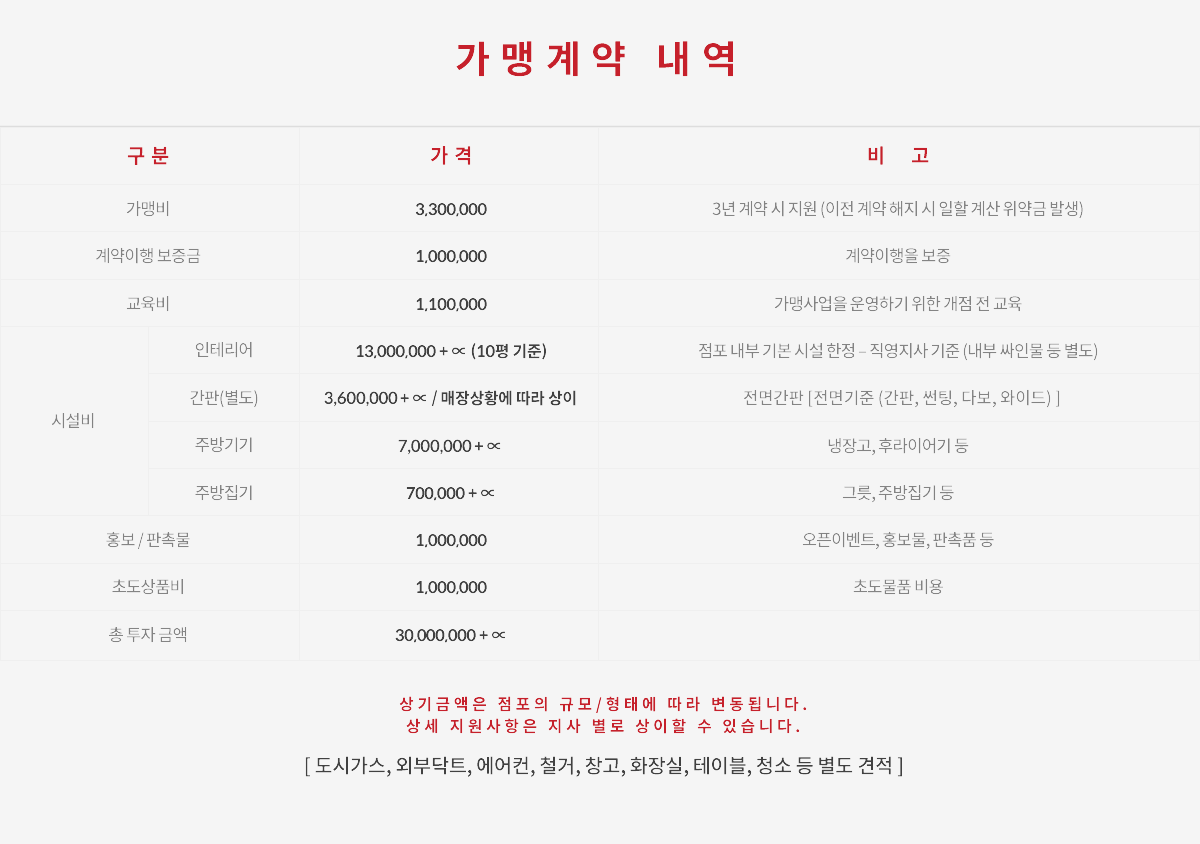 가맹계약 내역
구분 가격 비 고
가맹비 3,300,000 3년 계약 시 지원 (이전 계약 해지 시 일할 계산 위약금 발생)
계약이행 보증금 1,000,000 계약이행을 보증
교육비 1,100,000 가맹사업을 운영하기 위한 개점 전 교육
시설비
인테리어 13,000,000 + ∝ (10평 기준) 점포 내부 기본 시설 한정 – 직영지사 기준 (내부 싸인물 등 별도)
간판(별도) 3,600,000 + ∝ / 매장상황에 따라 상이 전면간판 [전면기준 (간판, 썬팅, 다보, 와이드) ]
주방기기 7,000,000 + ∝ 냉장고, 후라이어기 등
주방집기 700,000 + ∝ 그릇, 주방집기 등
홍보 / 판촉물 1,000,000 오픈이벤트, 홍보물, 판촉품 등
초도상품비 1,000,000 초도물품 비용
총 투자 금액 30,000,000 + ∝
상기금액은 점포의 규모/형태에 따라 변동됩니다.
상세 지원사항은 지사 별로 상이할 수 있습니다.
[ 도시가스, 외부닥트, 에어컨, 철거, 창고, 화장실, 테이블, 청소 등 별도 견적 ]